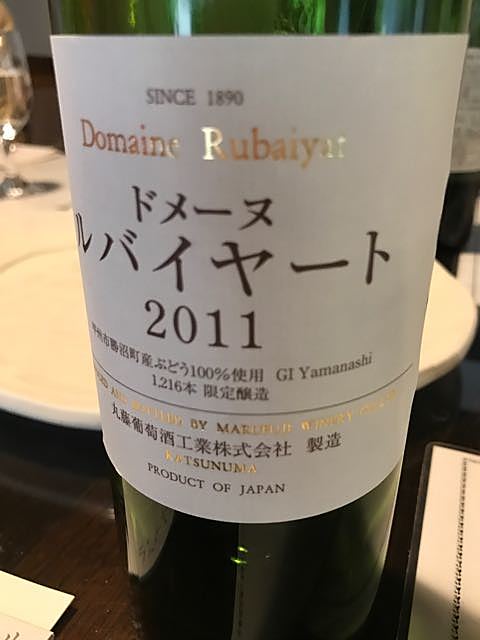 SINCE 1890
Domaine Rubaiyat
ドメーヌ
ルバイヤート
2011
甲州市勝沼町産ぶどう100%使用 GI Yamanashi
1,216本 限定醸造
AND BOTTLED BY MARUFUJI WINERY
丸藤葡萄酒工業株式会社 製造
KATSUNUMA
PRODUCT OF JAPAN